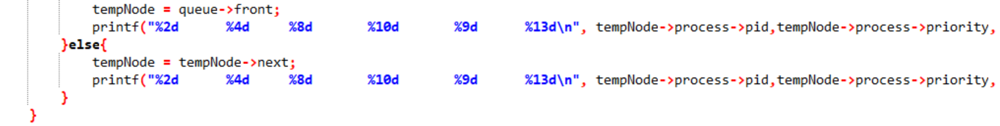 tempNode = queue->front;
printf("%2d      %4d     %8d       %10d       %9d      %13d\n", tempNode->process->pid,tempNode->process->priority,
}else{
tempNode = tempNode->next;
printf("%2d      %4d     %8d       %10d       %9d      %13d\n", tempNode->process->pid,tempNode->process->priority,
}
}